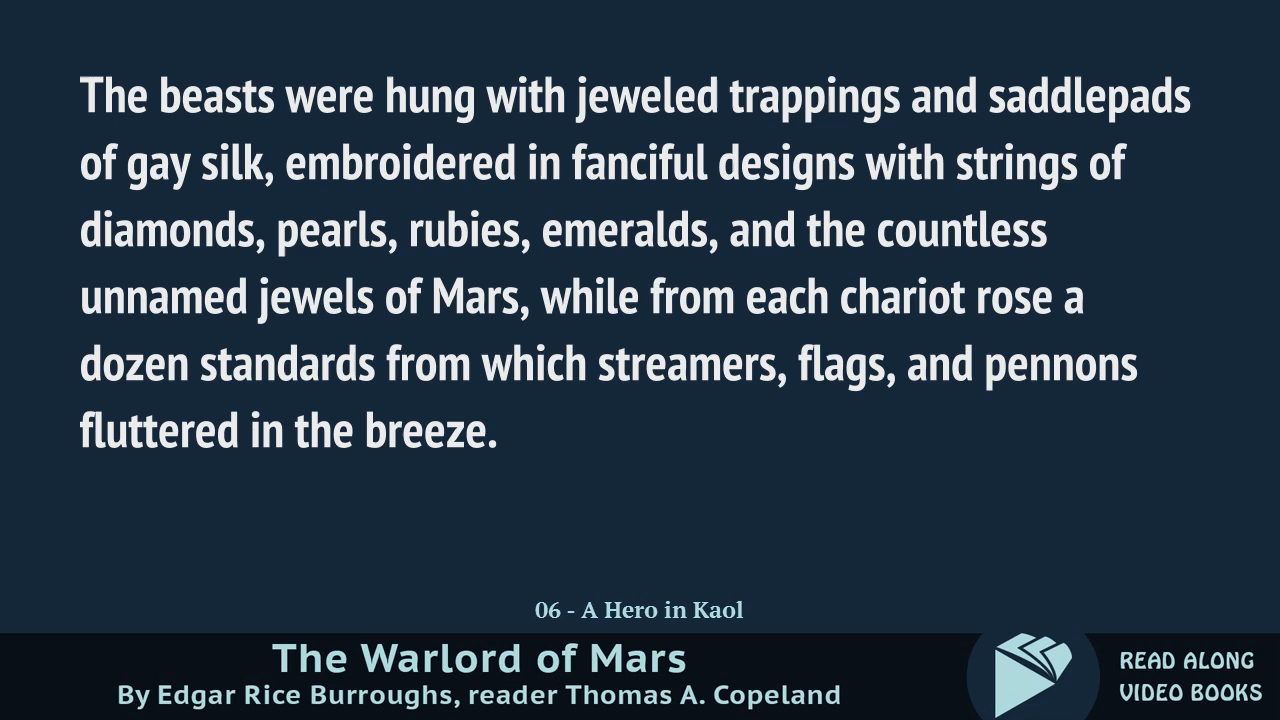 The beasts were hung with jeweled trappings and saddlepads
of gay silk, embroidered in fanciful designs with strings of
diamonds, pearls, rubies, emeralds, and the countless
unnamed jewels of Mars, while from each chariot rose a
dozen standards from which streamers, flags, and pennons
fluttered in the breeze.
06 - A Hero in Kaol
The Warlord of Mars
By Edgar Rice Burroughs, reader Thomas A. Copeland
READ ALONG
VIDEO BOOKS